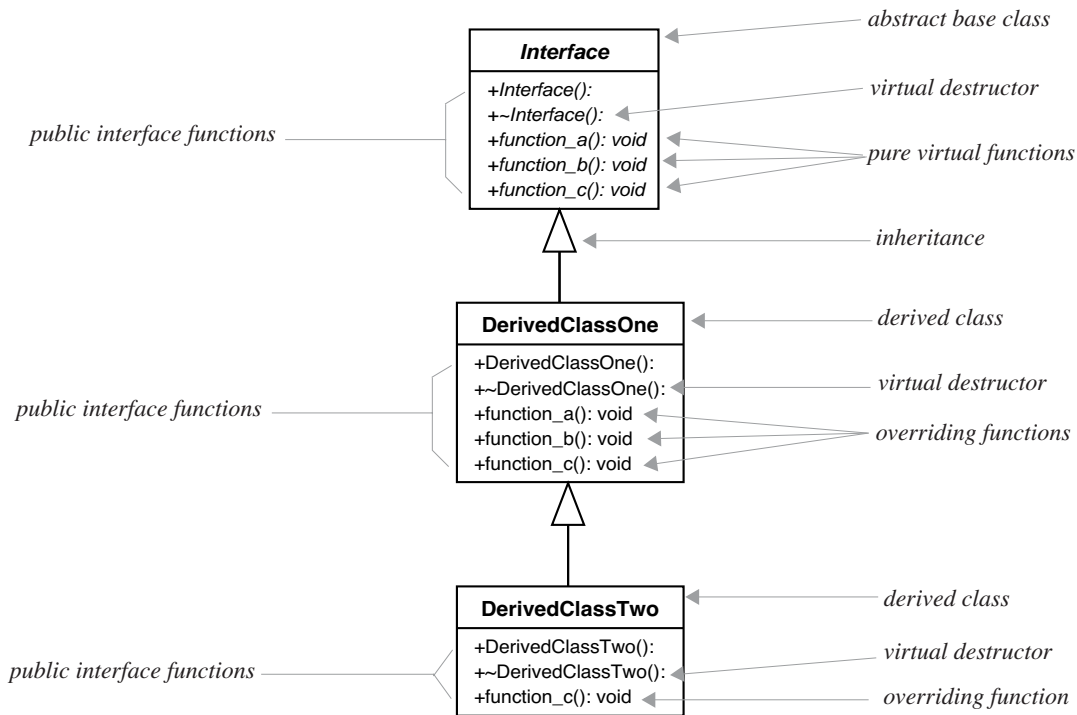 abstract base class
Interface
+Interface():
virtual destructor
+~Interface():
public interface functions
+function_a(): void
+function_b(): void
pure virtual functions
+function_c(): void
inheritance
DerivedClassOne
derived class
+DerivedClassOne():
+~DerivedClassOne():
virtual destructor
public interface functions
+function_a(): void
+function_b(): void
overriding functions
+function_c(): void
DerivedClassTwo
derived class
+DerivedClassTwo():
virtual destructor
public interface functions
+~DerivedClassTwo():
+function_c(): void
overriding function